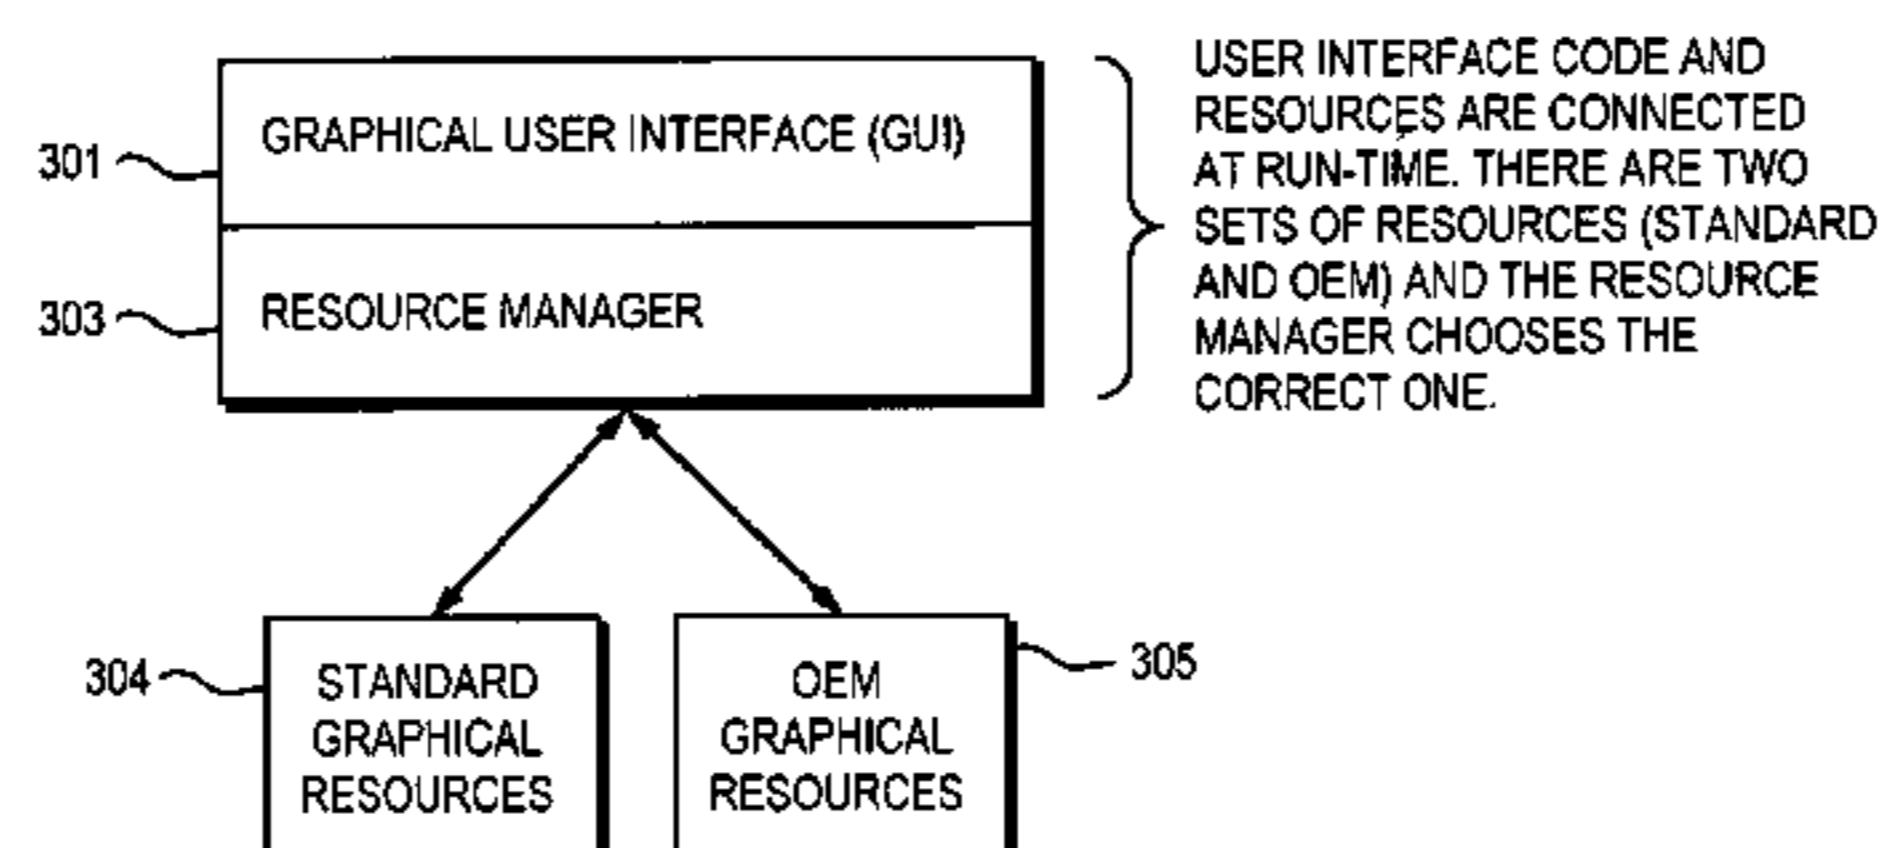 USER INTERFACE CODE AND
RESOURCES ARE CONNECTED
AT RUN-TIME. THERE ARE TWO
SETS OF RESOURCES (STANDARD
AND OEM) AND THE RESOURCE
MANAGER CHOOSES THE
CORRECT ONE.
GRAPHICAL USER INTERFACE (GUI)
301
RESOURCE MANAGER
303
304
STANDARD
GRAPHICAL
RESOURCES
OEM
GRAPHICAL
RESOURCES
305